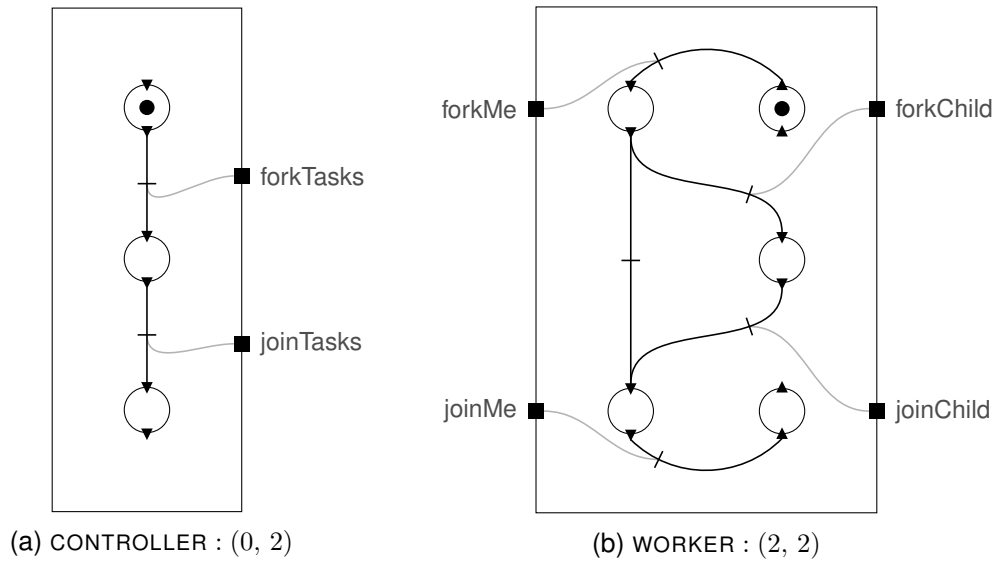 forkTasks
joinTasks
(a) CONTROLLER : (0, 2)
forkMe
forkChild
joinMe
joinChild
(b) WORKER : (2, 2)